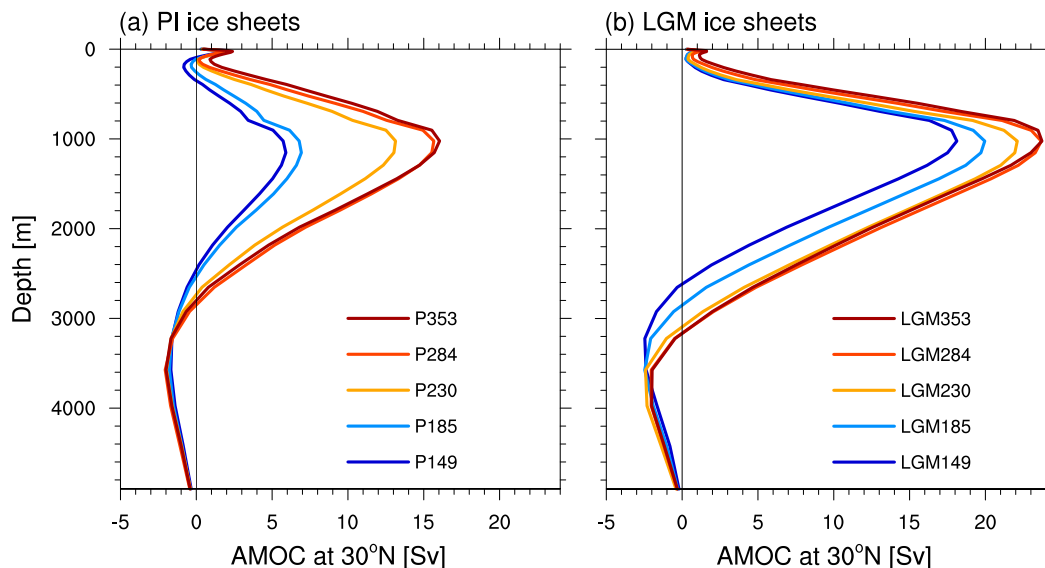 (a) PI ice sheets
(b) LGM ice sheets
0
1000
2000
3000
4000
Depth [m]
P353
P284
P230
P185
P149
LGM353
LGM284
LGM230
LGM185
LGM149
-5 0 5 10 15 20
-5 0 5 10 15 20
AMOC at 30°N [Sv]
AMOC at 30°N [Sv]